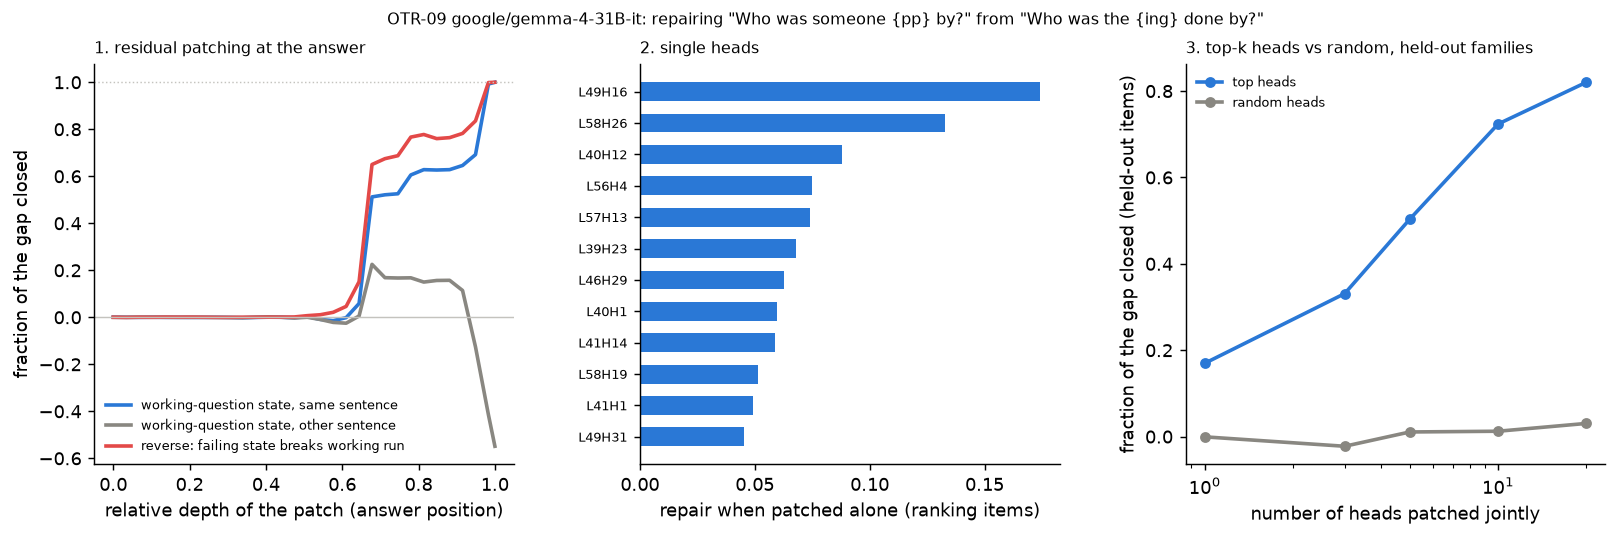 OTR-09 google/gemma-4-31B-it: repairing "Who was someone {pp} by?" from "Who was the {ing} done by?"
1. residual patching at the answer
fraction of the gap closed
1.0
0.8
0.6
0.4
0.2
0.0
−0.2
−0.4
−0.6
working-question state, same sentence
working-question state, other sentence
reverse: failing state breaks working run
0.0 0.2 0.4 0.6 0.8 1.0
relative depth of the patch (answer position)
2. single heads
L49H16
L58H26
L40H12
L56H4
L57H13
L39H23
L46H29
L40H1
L41H14
L58H19
L41H1
L49H31
0.00 0.05 0.10 0.15
repair when patched alone (ranking items)
3. top-k heads vs random, held-out families
fraction of the gap closed (held-out items)
top heads
random heads
0.8
0.6
0.4
0.2
0.0
10⁰ 10¹
number of heads patched jointly